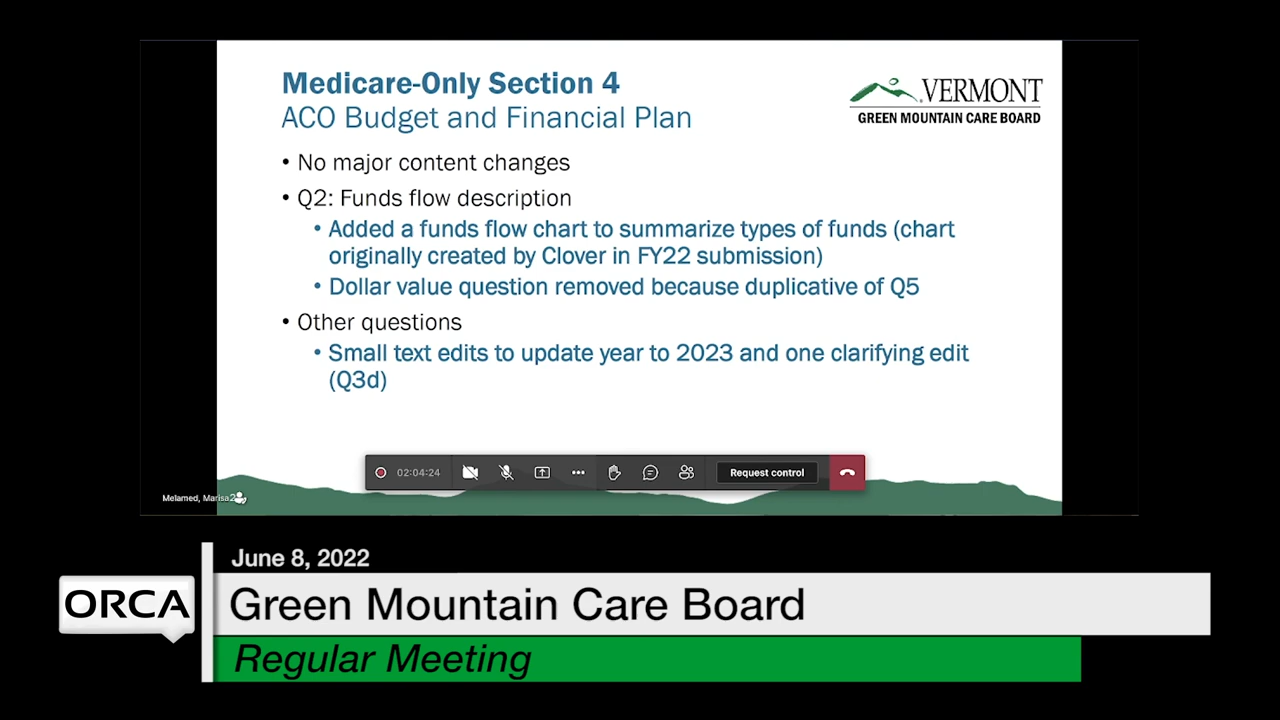 Medicare-Only Section 4
ACO Budget and Financial Plan
VERMONT
GREEN MOUNTAIN CARE BOARD
• No major content changes
• Q2: Funds flow description
• Added a funds flow chart to summarize types of funds (chart
originally created by Clover in FY22 submission)
• Dollar value question removed because duplicative of Q5
• Other questions
• Small text edits to update year to 2023 and one clarifying edit
(Q3d)
02:04:24
Request control
Melamed, Marisa
June 8, 2022
ORCA
Green Mountain Care Board
Regular Meeting